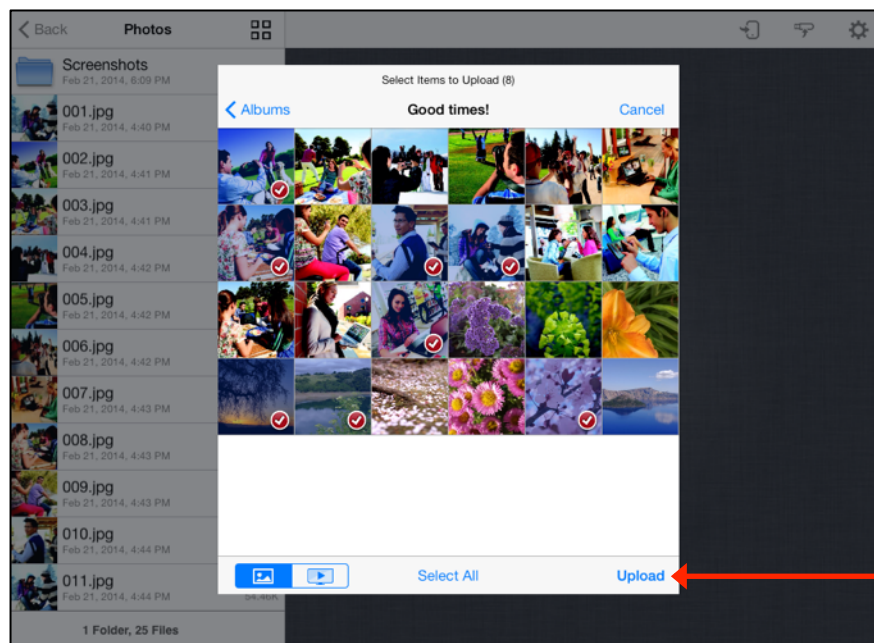 Back Photos
Screenshots
Feb 21, 2014, 6:09 PM
001.jpg
Feb 21, 2014, 4:40 PM
002.jpg
Feb 21, 2014, 4:41 PM
003.jpg
Feb 21, 2014, 4:41 PM
004.jpg
Feb 21, 2014, 4:42 PM
005.jpg
Feb 21, 2014, 4:42 PM
006.jpg
Feb 21, 2014, 4:42 PM
007.jpg
Feb 21, 2014, 4:43 PM
008.jpg
Feb 21, 2014, 4:43 PM
009.jpg
Feb 21, 2014, 4:43 PM
010.jpg
Feb 21, 2014, 4:44 PM
011.jpg
Feb 21, 2014, 4:44 PM 54.46K
1 Folder, 25 Files
Select Items to Upload (8)
Albums Good times! Cancel
Select All Upload